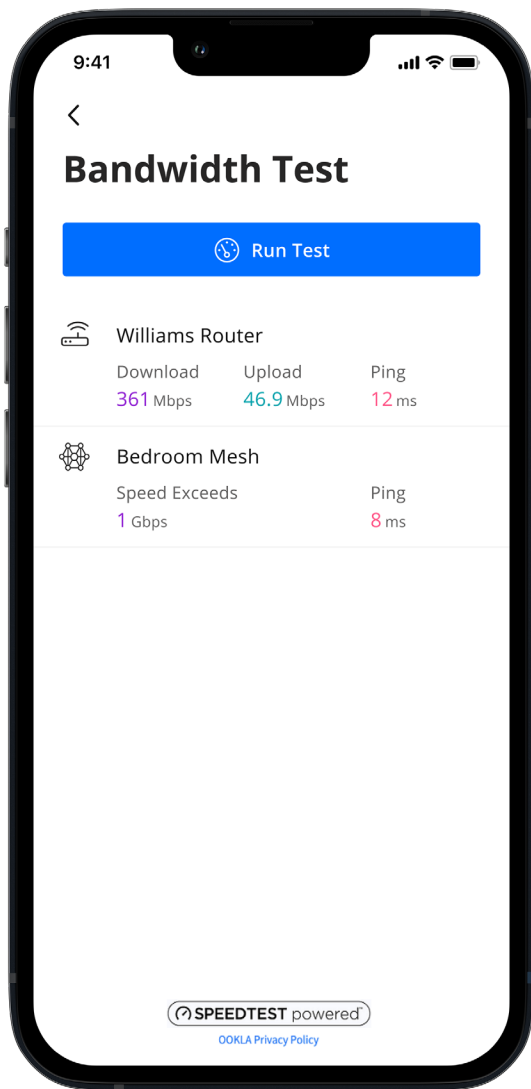 9:41
Bandwidth Test
Run Test
Williams Router
Download Upload Ping
361 Mbps 46.9 Mbps 12 ms
Bedroom Mesh
Speed Exceeds Ping
1 Gbps 8 ms
SPEEDTEST powered™
OOKLA Privacy Policy